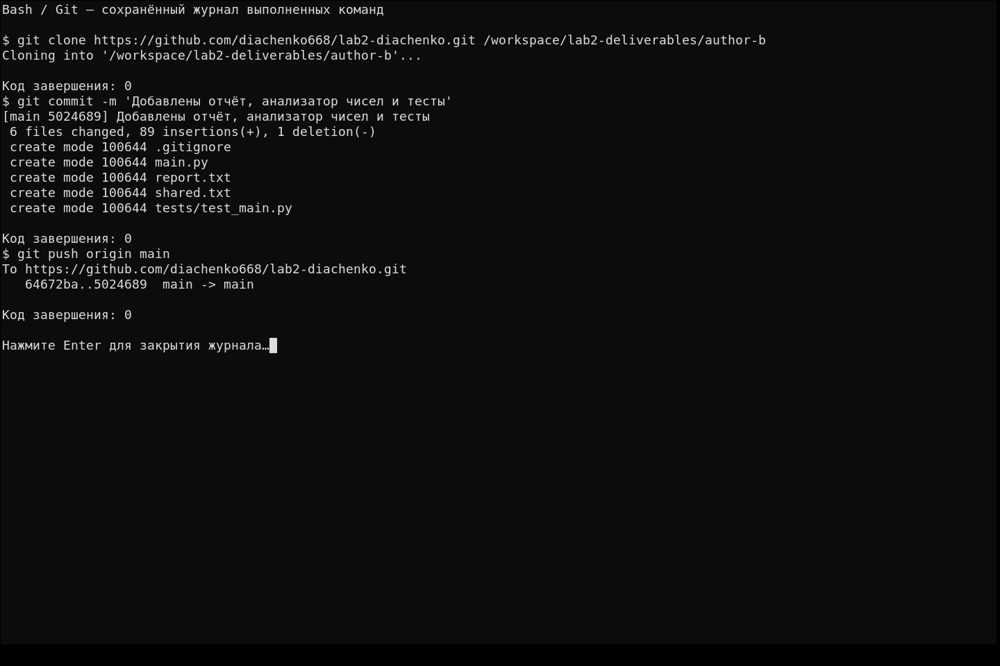 Bash / Git — сохранённый журнал выполненных команд
$ git clone https://github.com/diachenko668/lab2-diachenko.git /workspace/lab2-deliverables/author-b
Cloning into '/workspace/lab2-deliverables/author-b'...
Код завершения: 0
$ git commit -m 'Добавлены отчёт, анализатор чисел и тесты'
[main 5024689] Добавлены отчёт, анализатор чисел и тесты
 6 files changed, 89 insertions(+), 1 deletion(-)
 create mode 100644 .gitignore
 create mode 100644 main.py
 create mode 100644 report.txt
 create mode 100644 shared.txt
 create mode 100644 tests/test_main.py
Код завершения: 0
$ git push origin main
To https://github.com/diachenko668/lab2-diachenko.git
   64672ba..5024689  main -> main
Код завершения: 0
Нажмите Enter для закрытия журнала…